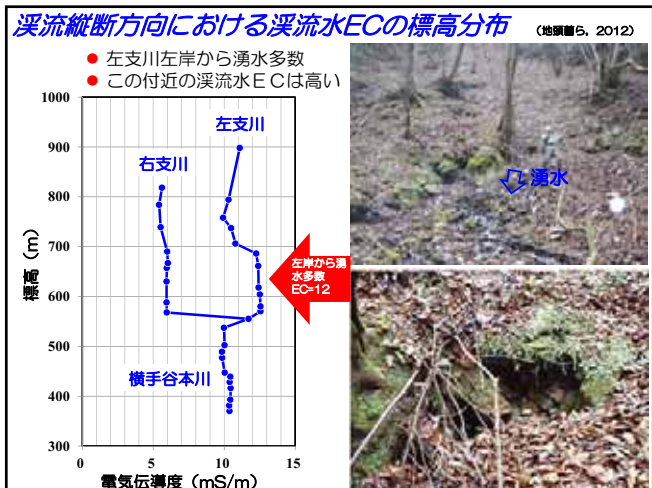 渓流縦断方向における渓流水ECの標高分布 (地頭薗ら，2012)
● 左支川左岸から湧水多数
● この付近の渓流水ＥＣは高い
1000
900
800
700
600
500
400
300
標高（m）
左支川
右支川
横手谷本川
左岸から湧
水多数
EC=12
0 5 10 15
電気伝導度（mS/m）
湧水